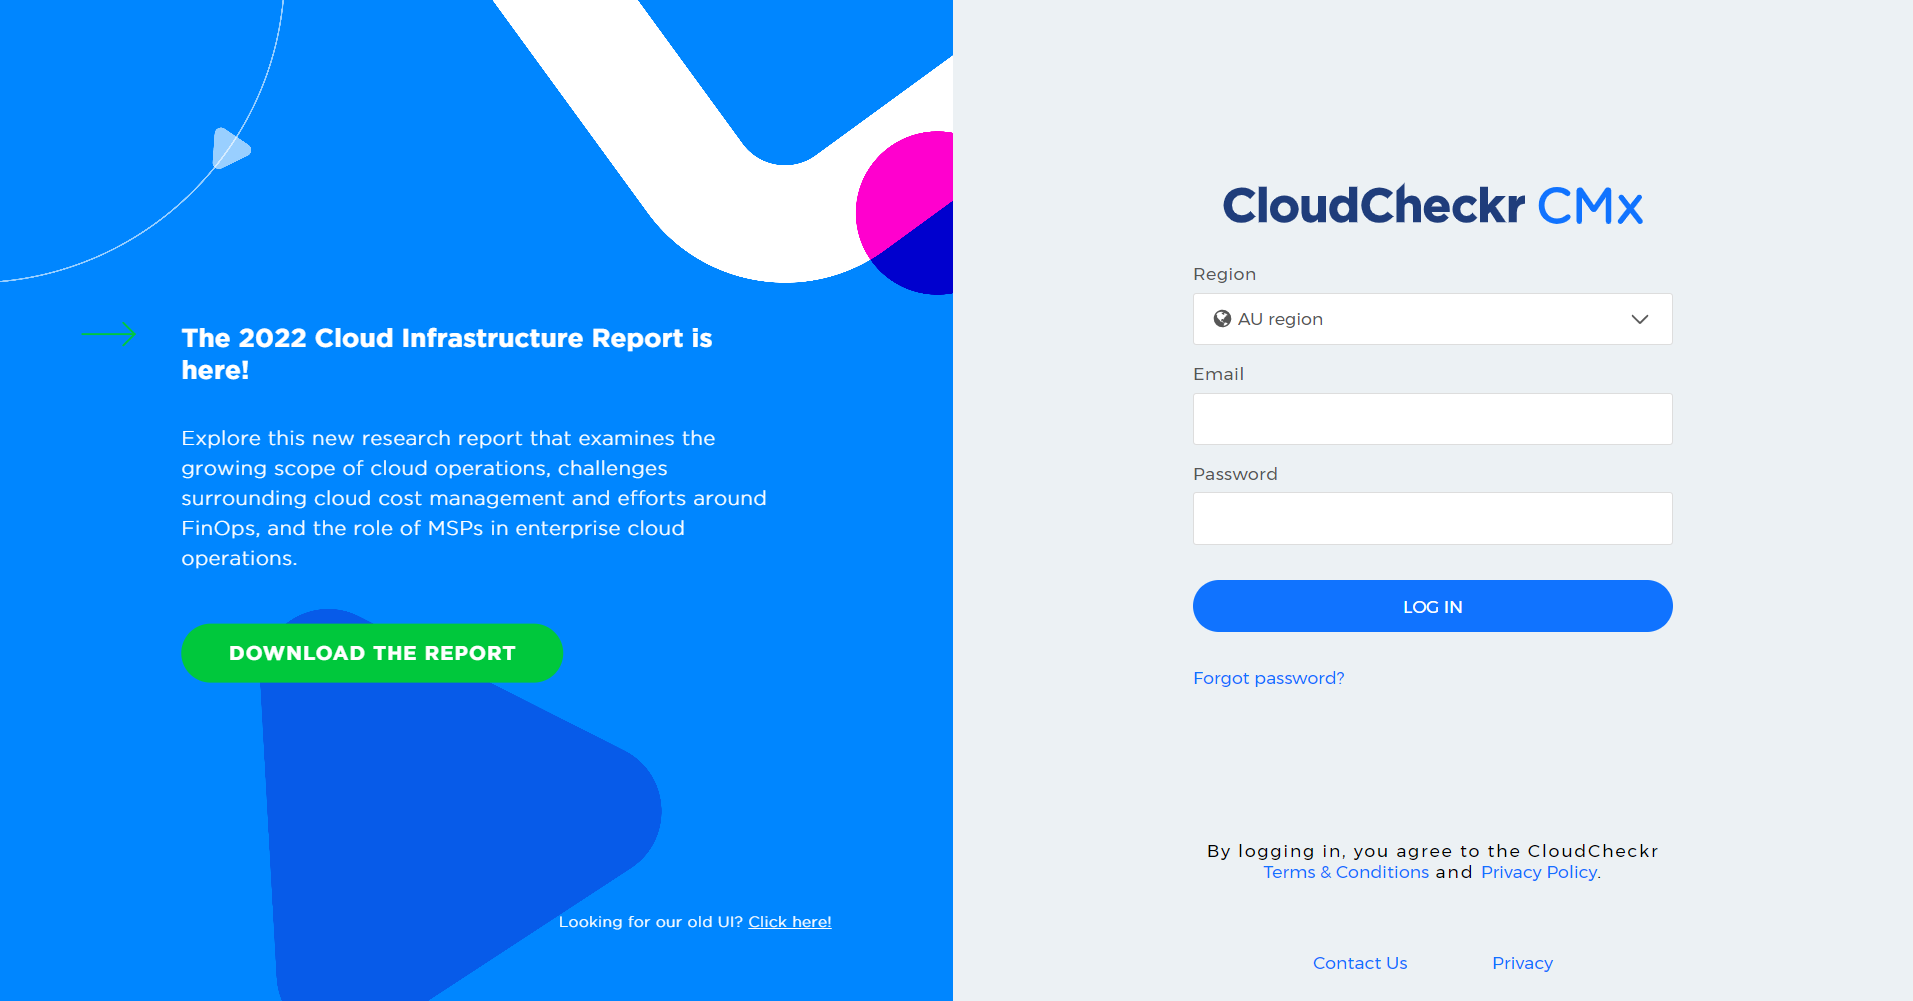 The 2022 Cloud Infrastructure Report is
here!
Explore this new research report that examines the
growing scope of cloud operations, challenges
surrounding cloud cost management and efforts around
FinOps, and the role of MSPs in enterprise cloud
operations.
DOWNLOAD THE REPORT
Looking for our old UI? Click here!
CloudCheckr CMx
Region
AU region
Email
Password
LOG IN
Forgot password?
By logging in, you agree to the CloudCheckr
Terms & Conditions and Privacy Policy.
Contact Us
Privacy